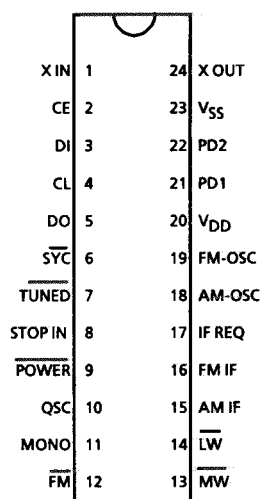 X IN 1 24 X OUT
CE 2 23 VSS
DI 3 22 PD2
CL 4 21 PD1
DO 5 20 VDD
SYC 6 19 FM-OSC
TUNED 7 18 AM-OSC
STOP IN 8 17 IF REQ
POWER 9 16 FM IF
QSC 10 15 AM IF
MONO 11 14 LW
FM 12 13 MW